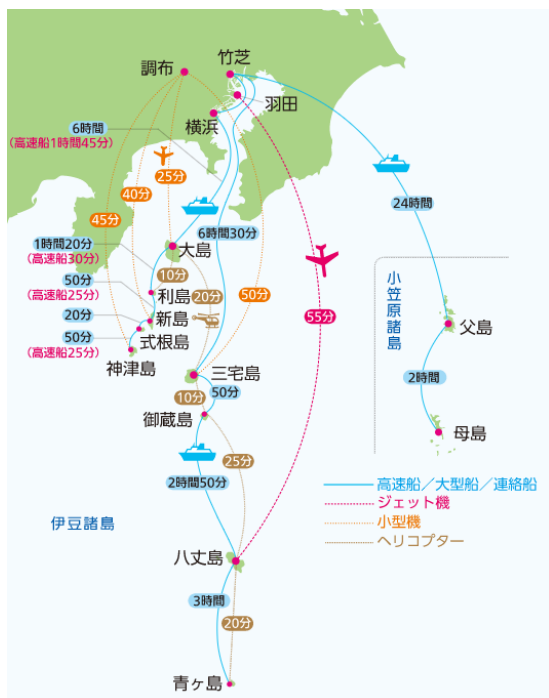 竹芝
調布
羽田
横浜
6時間
（高速船1時間45分）
25分
40分
45分
24時間
6時間30分
1時間20分
（高速船30分）
大島
10分
50分
（高速船25分）
利島
20分
50分
55分
20分
新島
50分
（高速船25分）
式根島
神津島
小笠原諸島
父島
2時間
母島
三宅島
10分
50分
御蔵島
25分
2時間50分
高速船／大型船／連絡船
ジェット機
小型機
ヘリコプター
伊豆諸島
八丈島
3時間
20分
青ヶ島